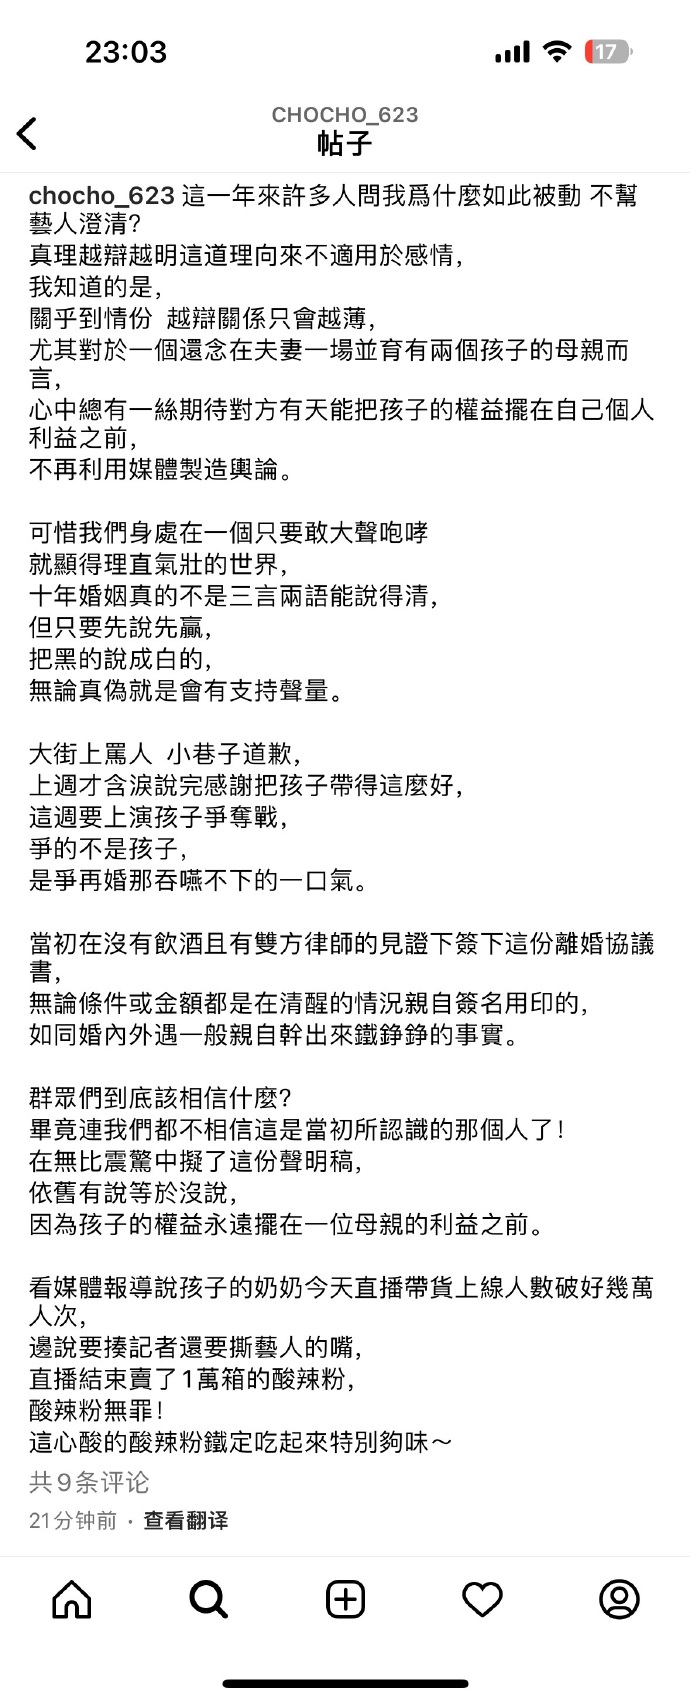 23:03
17
CHOCHO_623
帖子
chocho_623 這一年來許多人問我爲什麼如此被動 不幫
藝人澄清?
真理越辯越明這道理向來不適用於感情,
我知道的是,
關乎到情份 越辯關係只會越薄,
尤其對於一個還念在夫妻一場並育有兩個孩子的母親而
言,
心中總有一絲期待對方有天能把孩子的權益擺在自己個人
利益之前,
不再利用媒體製造輿論。
可惜我們身處在一個只要敢大聲咆哮
就顯得理直氣壯的世界,
十年婚姻真的不是三言兩語能說得清,
但只要先說先贏,
把黑的說成白的,
無論真偽就是會有支持聲量。
大街上罵人 小巷子道歉,
上週才含淚說完感謝把孩子帶得這麼好,
這週要上演孩子爭奪戰,
爭的不是孩子,
是爭再婚那吞嚥不下的一口氣。
當初在沒有飲酒且有雙方律師的見證下簽下這份離婚協議
書,
無論條件或金額都是在清醒的情況親自簽名用印的,
如同婚內外遇一般親自幹出來鐵錚錚的事實。
群眾們到底該相信什麼?
畢竟連我們都不相信這是當初所認識的那個人了!
在無比震驚中擬了這份聲明稿,
依舊有說等於沒說,
因為孩子的權益永遠擺在一位母親的利益之前。
看媒體報導說孩子的奶奶今天直播帶貨上線人數破好幾萬
人次,
邊說要揍記者還要撕藝人的嘴,
直播結束賣了1萬箱的酸辣粉,
酸辣粉無罪!
這心酸的酸辣粉鐵定吃起來特別夠味～
共9条评论
21分钟前 · 查看翻译